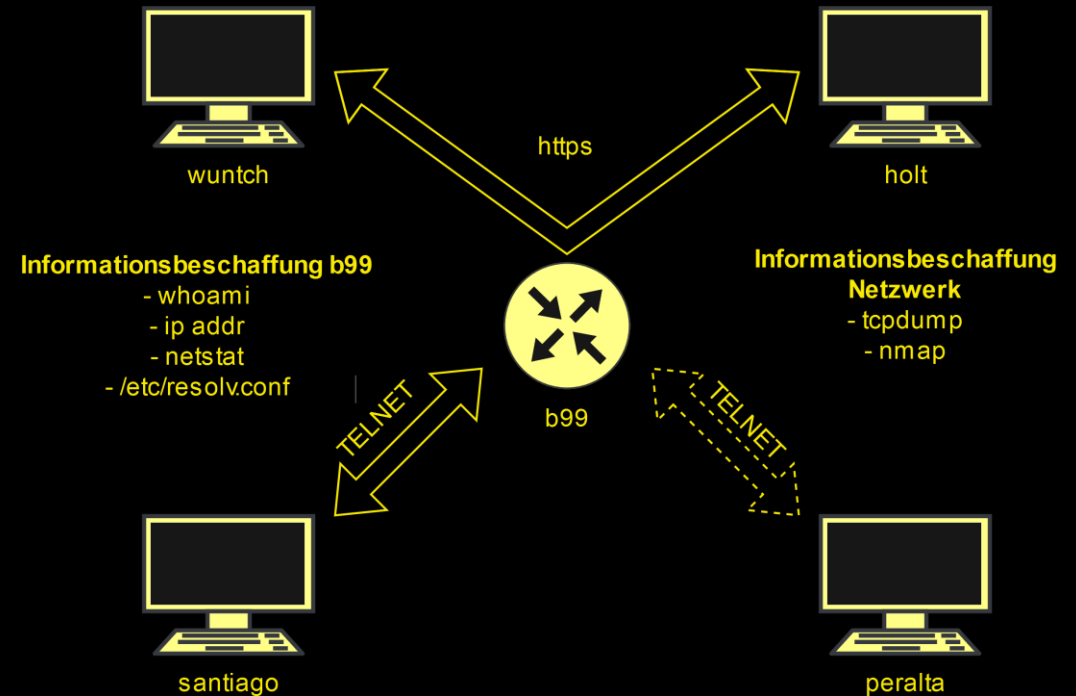 wuntch
https
holt
Informationsbeschaffung b99
- whoami
- ip addr
- netstat
- /etc/resolv.conf
Informationsbeschaffung
Netzwerk
- tcpdump
- nmap
b99
TELNET
TELNET
santiago
peralta